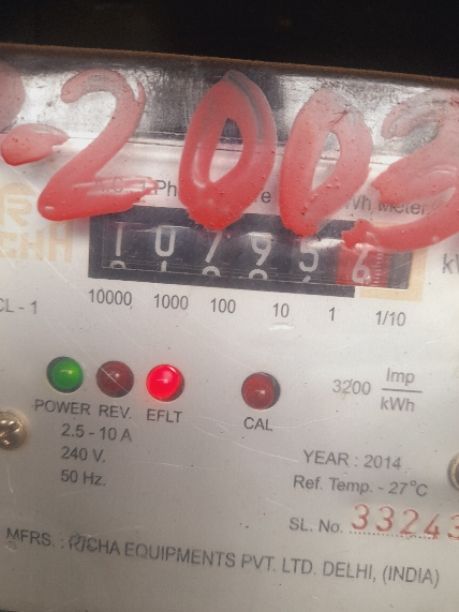 -2003
Meter
107956
kW
CL - 1
10000 1000 100 10 1 1/10
3200 Imp/kWh
POWER REV. EFLT CAL
2.5 - 10 A
240 V.
50 Hz.
YEAR : 2014
Ref. Temp. - 27°C
SL. No. 33243
MFRS. : RICHA EQUIPMENTS PVT. LTD. DELHI, (INDIA)